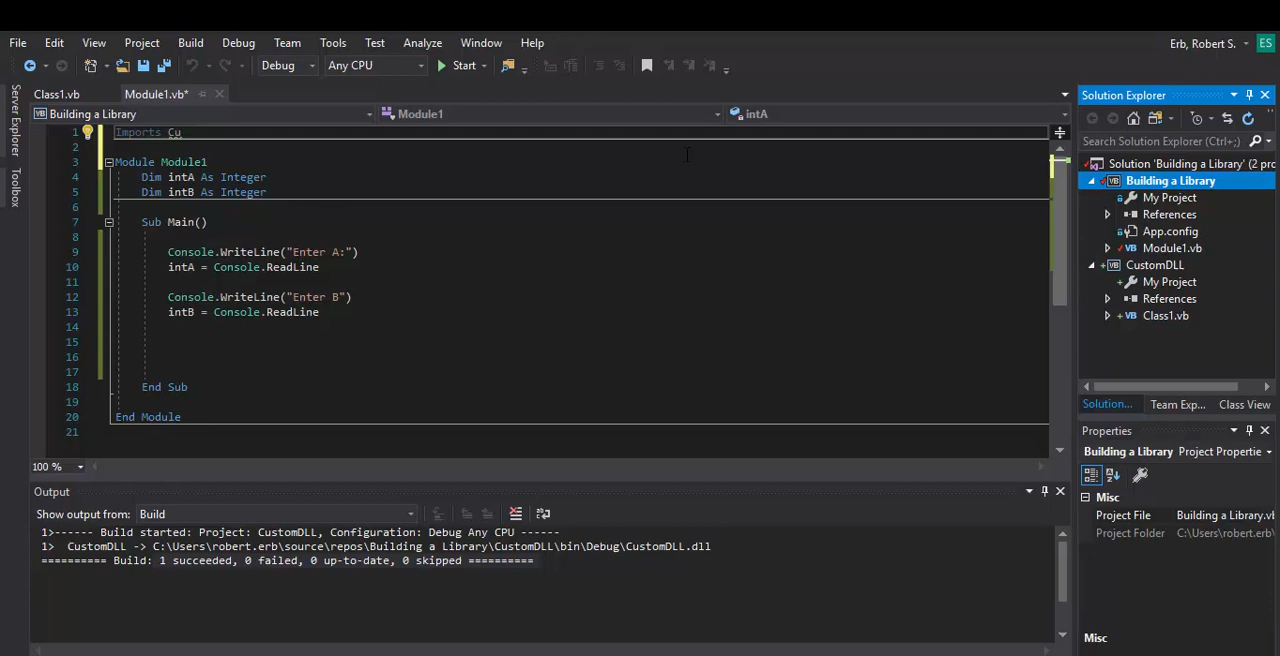 File Edit View Project Build Debug Team Tools Test Analyze Window Help Erb, Robert S. ES
Debug Any CPU Start
Server Explorer
Toolbox
Class1.vb Module1.vb*
Building a Library Module1 intA
1 Imports Cu
2
3 Module Module1
4 Dim intA As Integer
5 Dim intB As Integer
6
7 Sub Main()
8
9 Console.WriteLine("Enter A:")
10 intA = Console.ReadLine
11
12 Console.WriteLine("Enter B")
13 intB = Console.ReadLine
14
15
16
17
18 End Sub
19
20 End Module
21
100 %
Output
Show output from: Build
1>------ Build started: Project: CustomDLL, Configuration: Debug Any CPU ------
1> CustomDLL -> C:\Users\robert.erb\source\repos\Building a Library\CustomDLL\bin\Debug\CustomDLL.dll
========== Build: 1 succeeded, 0 failed, 0 up-to-date, 0 skipped ==========
Solution Explorer
Search Solution Explorer (Ctrl+;)
Solution 'Building a Library' (2 pro
Building a Library
My Project
References
App.config
Module1.vb
CustomDLL
My Project
References
Class1.vb
Solution... Team Exp... Class View
Properties
Building a Library Project Propertie
Misc
Project File Building a Library.vb
Project Folder C:\Users\robert.erb\
Misc